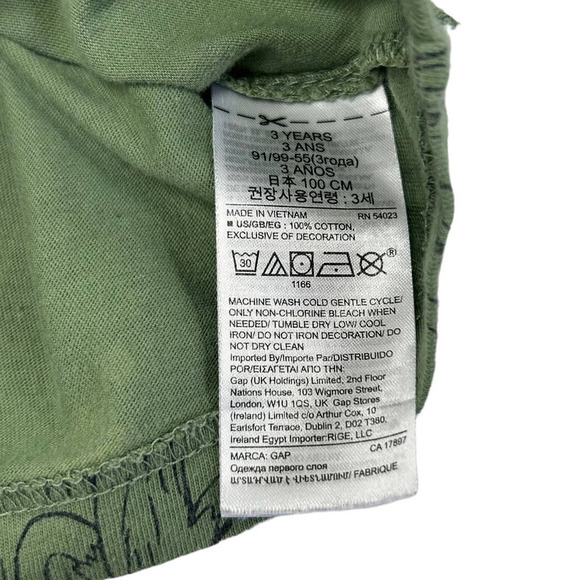 3 YEARS
3 ANS
91/99-55(3года)
3 AÑOS
日本 100 CM
권장사용연령 : 3세
MADE IN VIETNAM RN 54023
US/GB/EG : 100% COTTON,
EXCLUSIVE OF DECORATION
30 ®
1166
MACHINE WASH COLD GENTLE CYCLE/
ONLY NON-CHLORINE BLEACH WHEN
NEEDED/ TUMBLE DRY LOW/ COOL
IRON/ DO NOT IRON DECORATION/ DO
NOT DRY CLEAN
Imported By/Importe Par/DISTRIBUIDO
POR/ΕΙΣΑΓΕΤΑΙ ΑΠΟ ΤΗΝ:
Gap (UK Holdings) Limited, 2nd Floor
Nations House, 103 Wigmore Street,
London, W1U 1QS, UK Gap Stores
(Ireland) Limited c/o Arthur Cox, 10
Earlsfort Terrace, Dublin 2, D02 T380,
Ireland Egypt Importer:RIGE, LLC
MARCA: GAP CA 17897
Одежда первого слоя
ԱՐՏԱԴՐՎԱԾ Է ՎԻԵՏՆԱՄՈՒՄ/ FABRIQUE